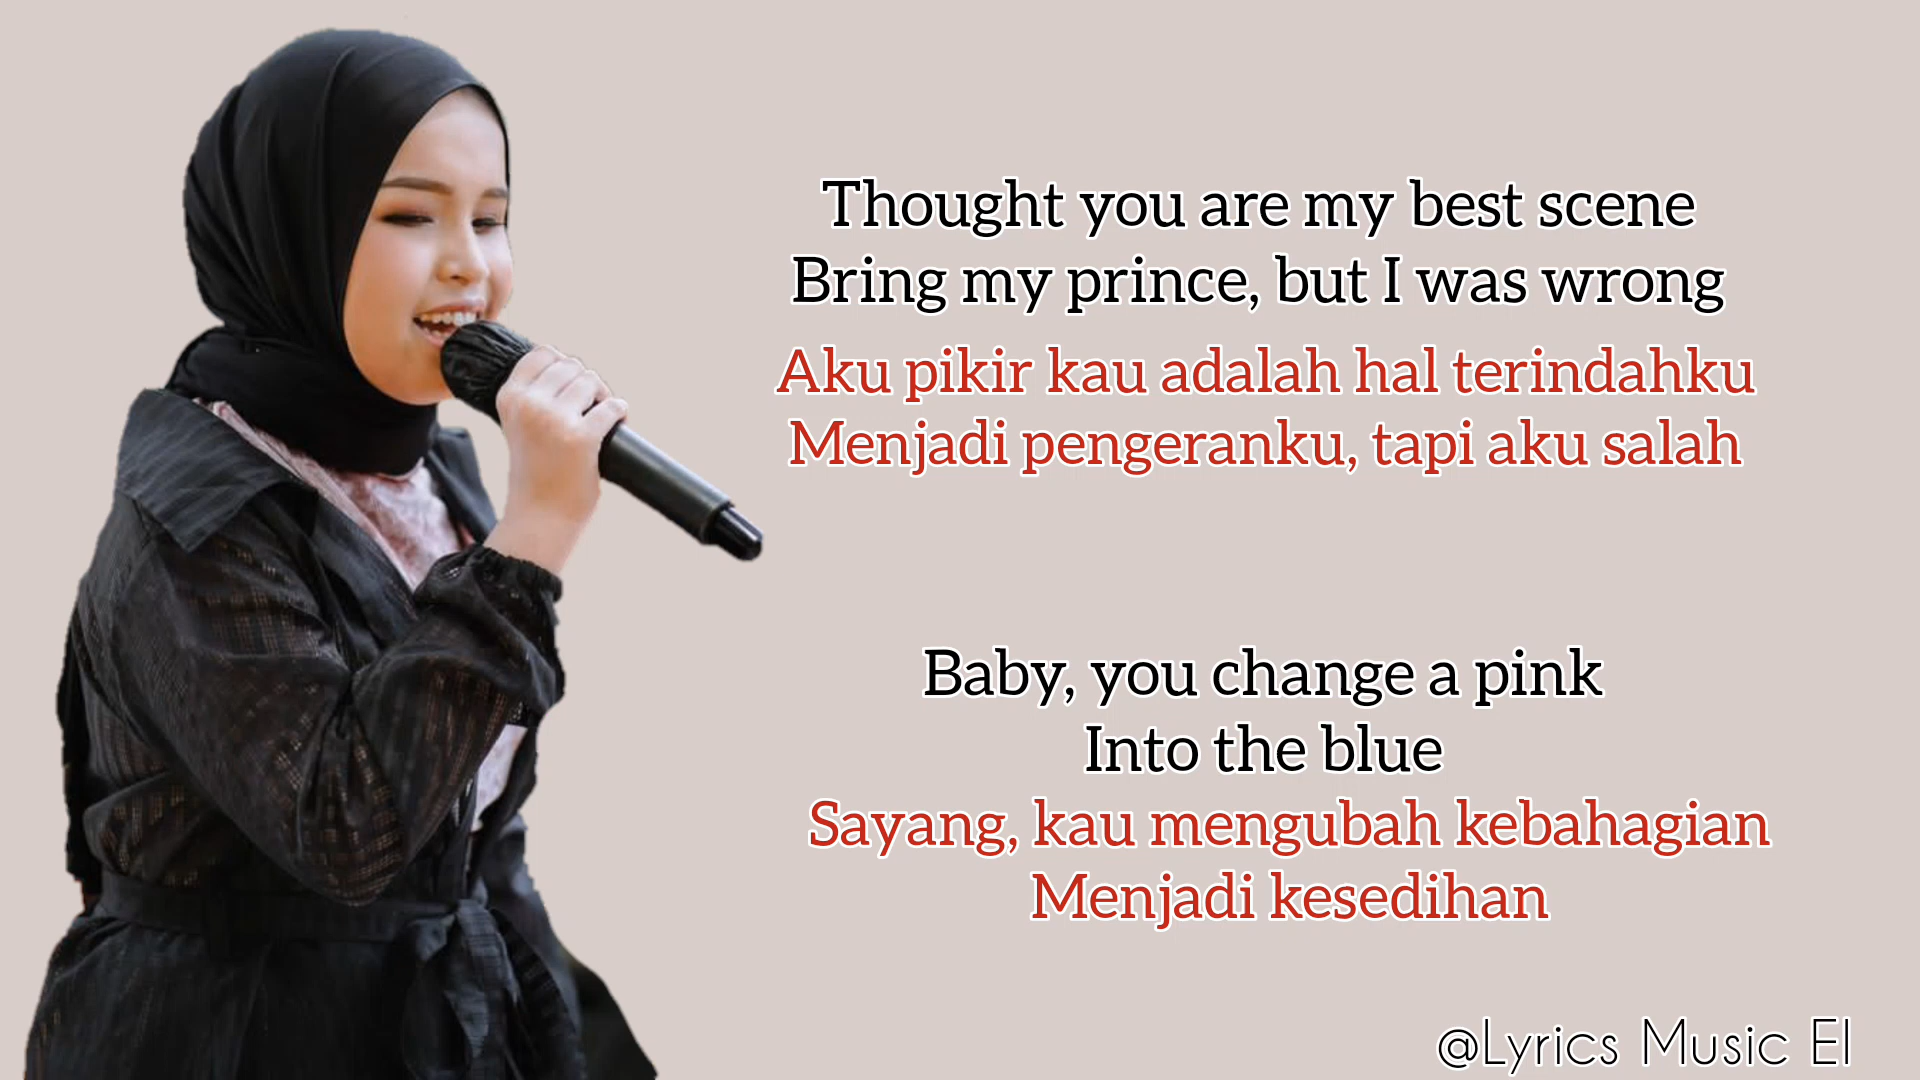 Thought you are my best scene
Bring my prince, but I was wrong
Aku pikir kau adalah hal terindahku
Menjadi pengeranku, tapi aku salah
Baby, you change a pink
Into the blue
Sayang, kau mengubah kebahagian
Menjadi kesedihan
@Lyrics Music El